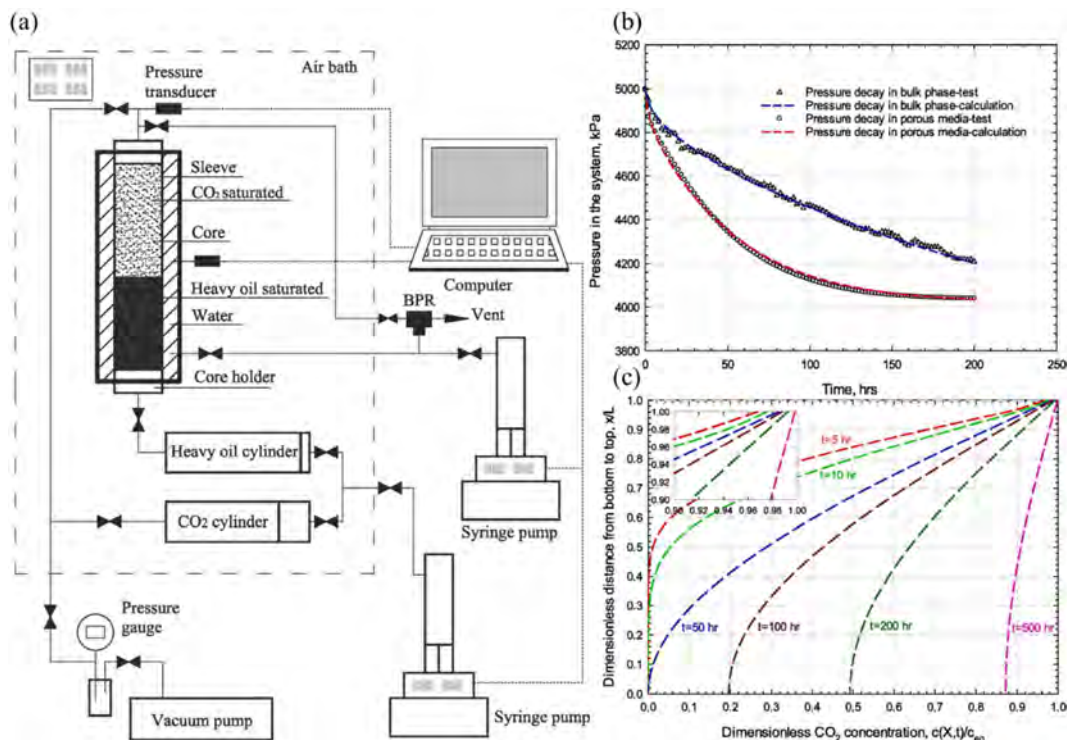 (a)
Air bath
Pressure
transducer
Sleeve
CO₂ saturated
Core
Heavy oil saturated
Water
Core holder
Computer
BPR
Vent
Heavy oil cylinder
CO₂ cylinder
Syringe pump
Pressure
gauge
Vacuum pump
Syringe pump
(b)
Pressure in the system, kPa
5200
5000
4800
4600
4400
4200
4000
3800
3600
Pressure decay in bulk phase-test
Pressure decay in bulk phase-calculation
Pressure decay in porous media-test
Pressure decay in porous media-calculation
0 50 100 150 200 250
Time, hrs
(c)
Dimensionless distance from bottom to top, x/L
1.0
0.9
0.8
0.7
0.6
0.5
0.4
0.3
0.2
0.1
0.0
1.00
0.98
0.96
0.94
0.92
0.90
0.90 0.92 0.94 0.96 0.98 1.00
t=5 hr
t=10 hr
t=50 hr
t=100 hr
t=200 hr
t=500 hr
0.0 0.1 0.2 0.3 0.4 0.5 0.6 0.7 0.8 0.9 1.0
Dimensionless CO₂ concentration, c(X,t)/c_eq